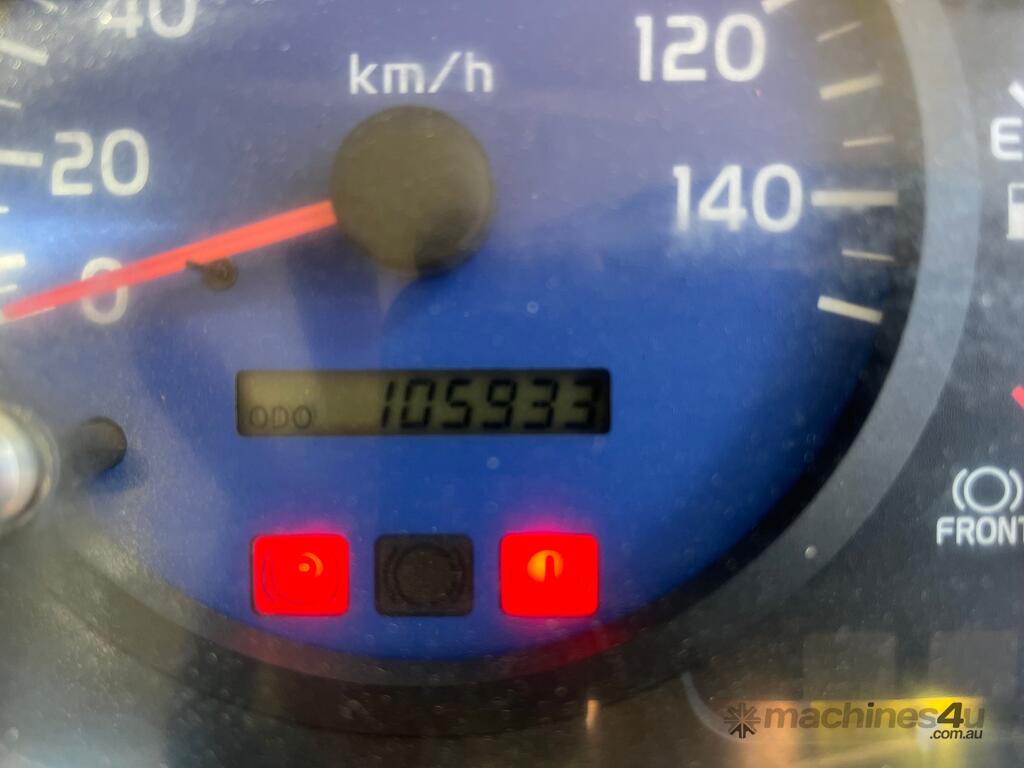 40
120
km/h
20
E
140
0
ODO 105933
FRONT
machines4u
.com.au